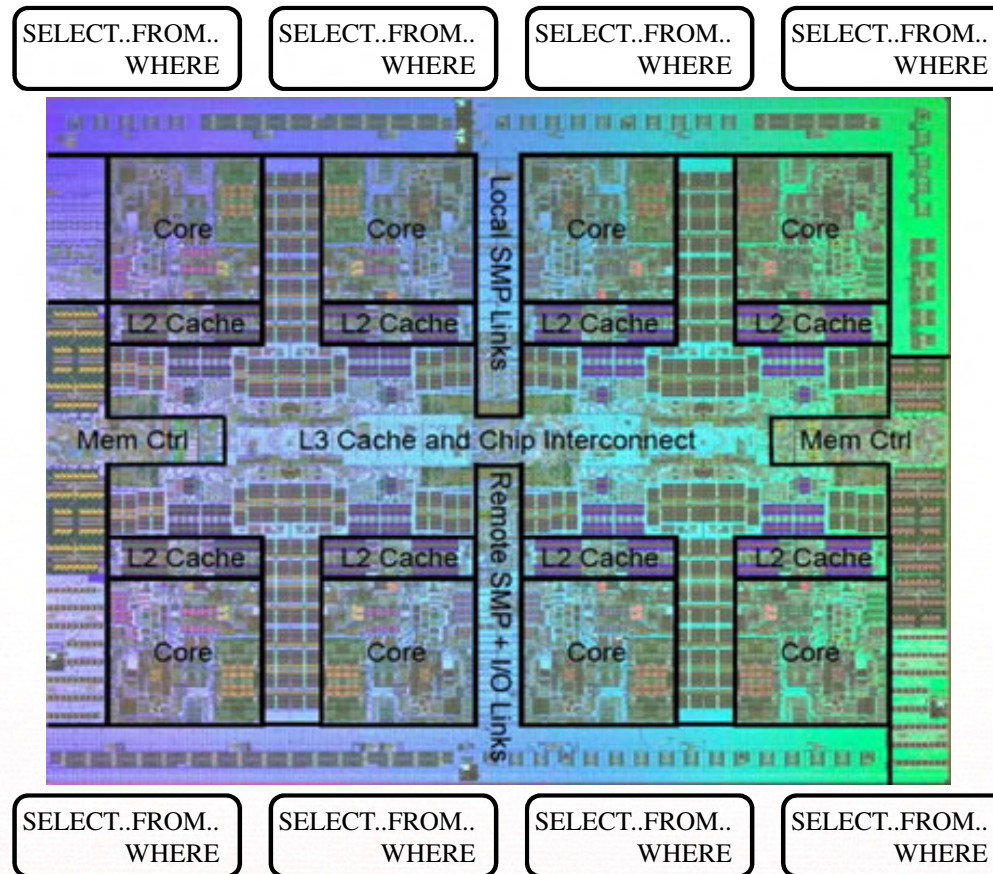 SELECT..FROM..
WHERE
SELECT..FROM..
WHERE
SELECT..FROM..
WHERE
SELECT..FROM..
WHERE
Core
Core
Core
Core
Local SMP Links
L2 Cache
L2 Cache
L2 Cache
L2 Cache
Mem Ctrl
L3 Cache and Chip Interconnect
Mem Ctrl
Remote SMP + I/O Links
L2 Cache
L2 Cache
L2 Cache
L2 Cache
Core
Core
Core
Core
SELECT..FROM..
WHERE
SELECT..FROM..
WHERE
SELECT..FROM..
WHERE
SELECT..FROM..
WHERE